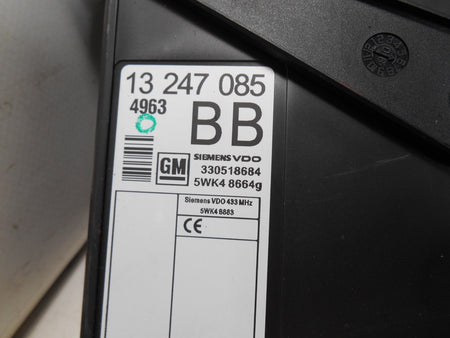 13 247 085
4963
BB
GM
SIEMENS VDO
330518684
5WK4 8664g
Siemens VDO 433 MHz
5WK4 8883
CE